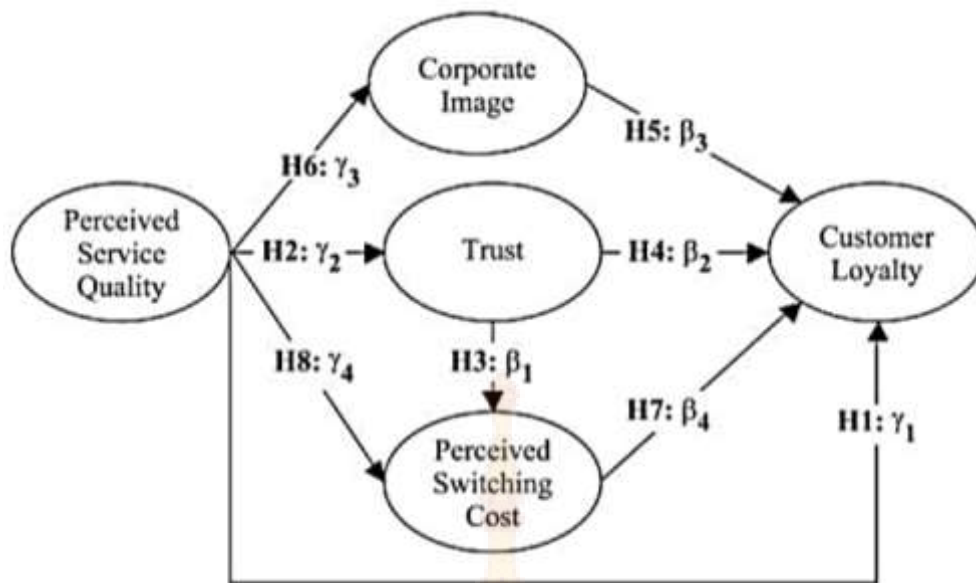 Corporate
Image
H5: β3
H6: γ3
Perceived
Service
Quality
H2: γ2
Trust
H4: β2
Customer
Loyalty
H8: γ4
H3: β1
H7: β4
H1: γ1
Perceived
Switching
Cost